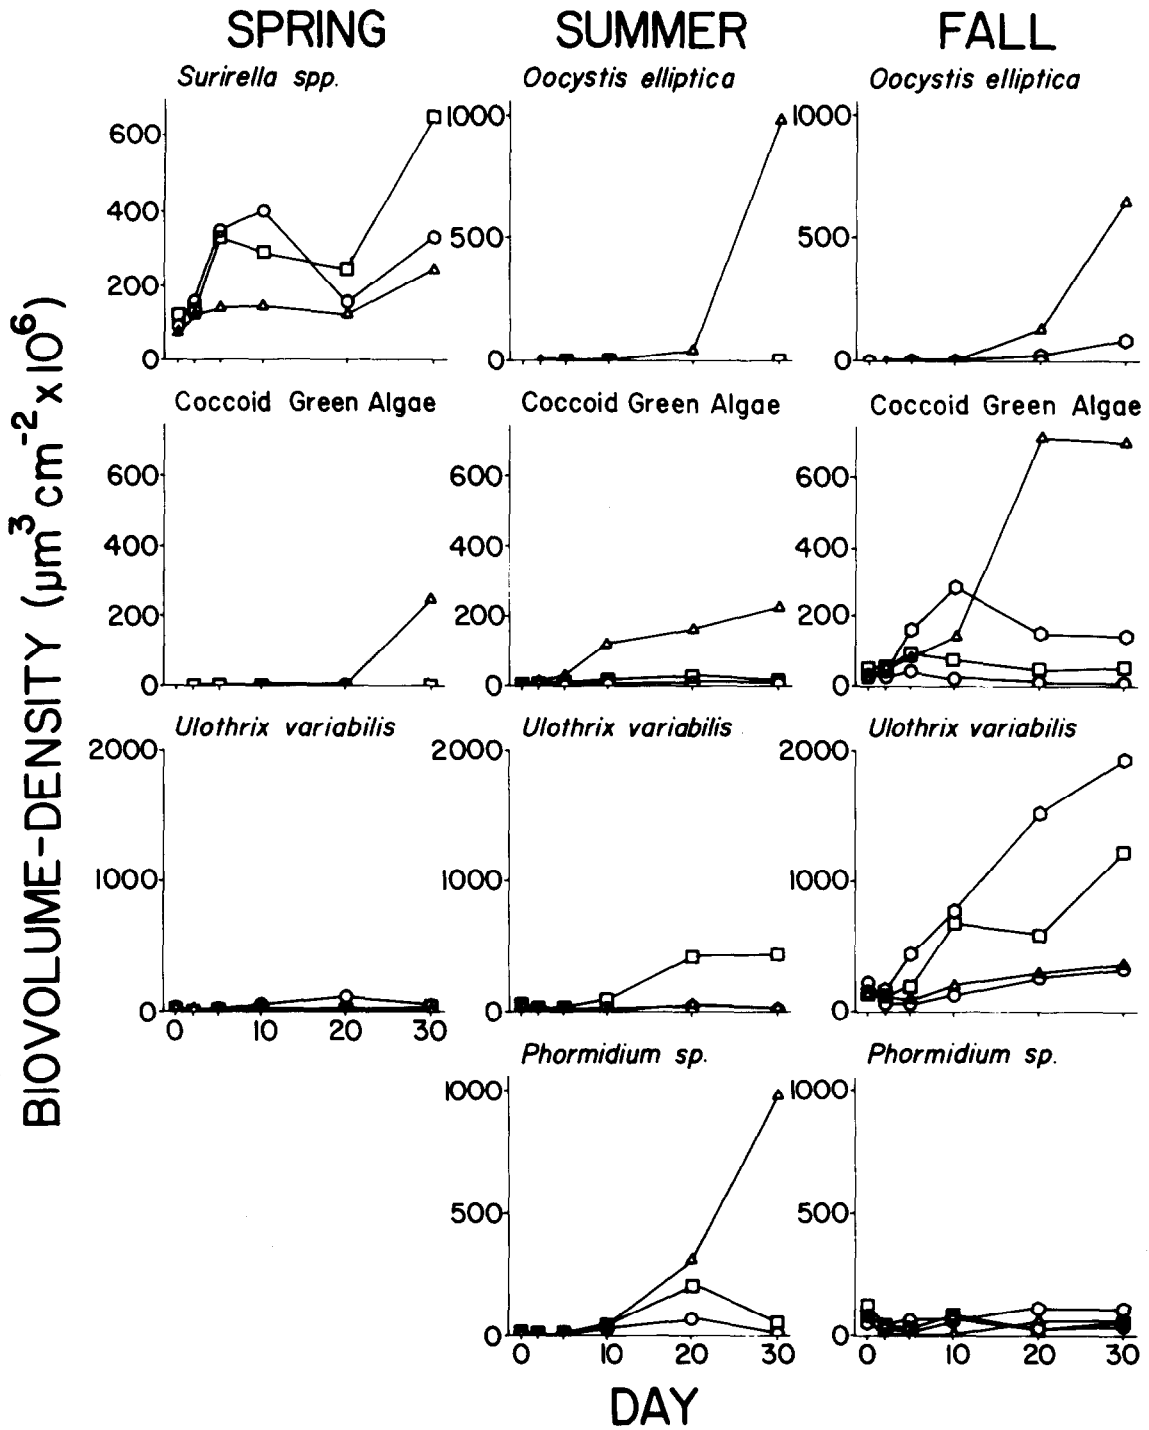 SPRING SUMMER FALL
Surirella spp. Oocystis elliptica Oocystis elliptica
600 400 200 0
1000 500 0
1000 500 0
Coccoid Green Algae Coccoid Green Algae Coccoid Green Algae
600 400 200 0
600 400 200 0
600 400 200 0
Ulothrix variabilis Ulothrix variabilis Ulothrix variabilis
2000 1000 0
2000 1000 0
2000 1000 0
0 10 20 30
Phormidium sp. Phormidium sp.
1000 500 0
1000 500 0
0 10 20 30 0 10 20 30
DAY
BIOVOLUME-DENSITY (µm³ cm⁻² x10⁶)